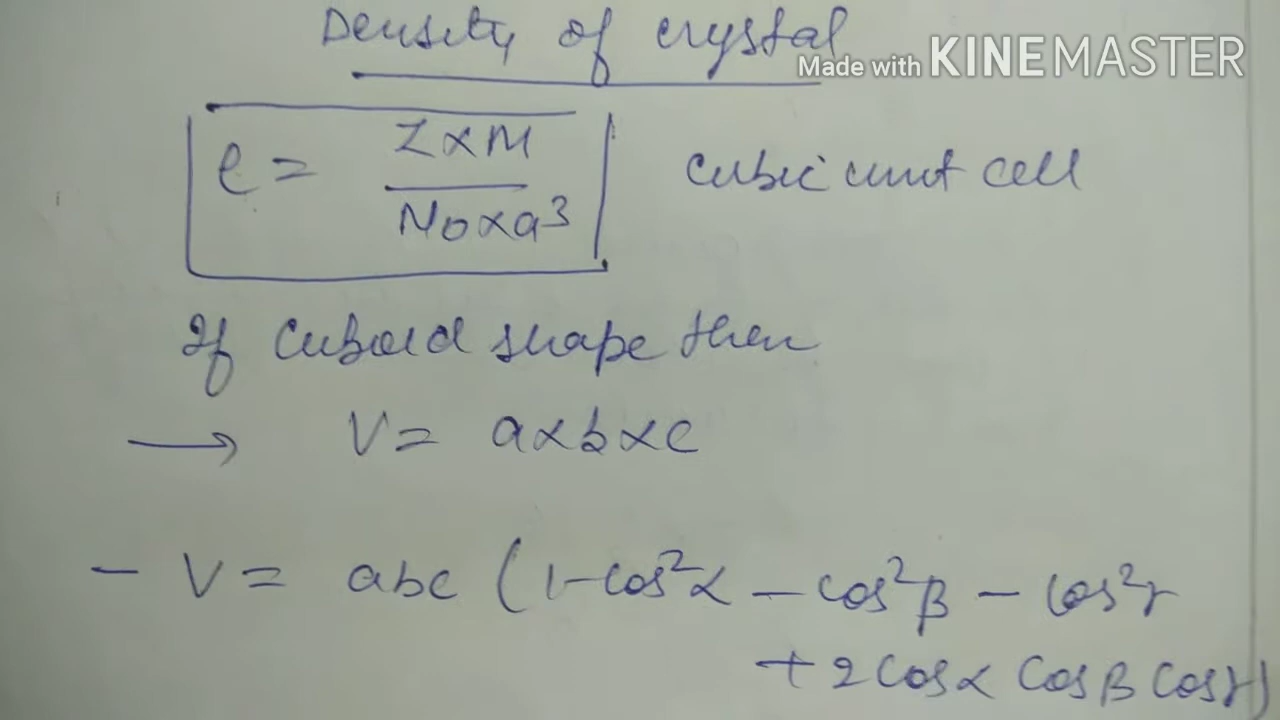 Density of crystal
Made with KINEMASTER
ρ = Z×M
No×a³
cubic unit cell
If Cuboid shape then
→ V = a×b×c
- V = abc (1-cos²α - cos²β - cos²γ
+ 2cosα cosβ cosγ)